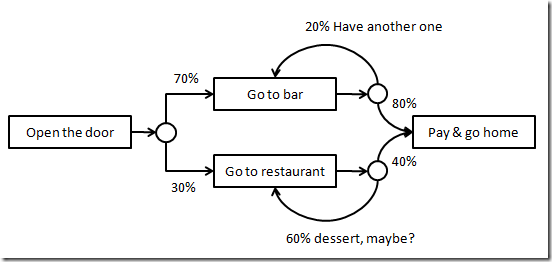 20% Have another one
70%
Go to bar
80%
Open the door
Pay & go home
Go to restaurant
40%
30%
60% dessert, maybe?